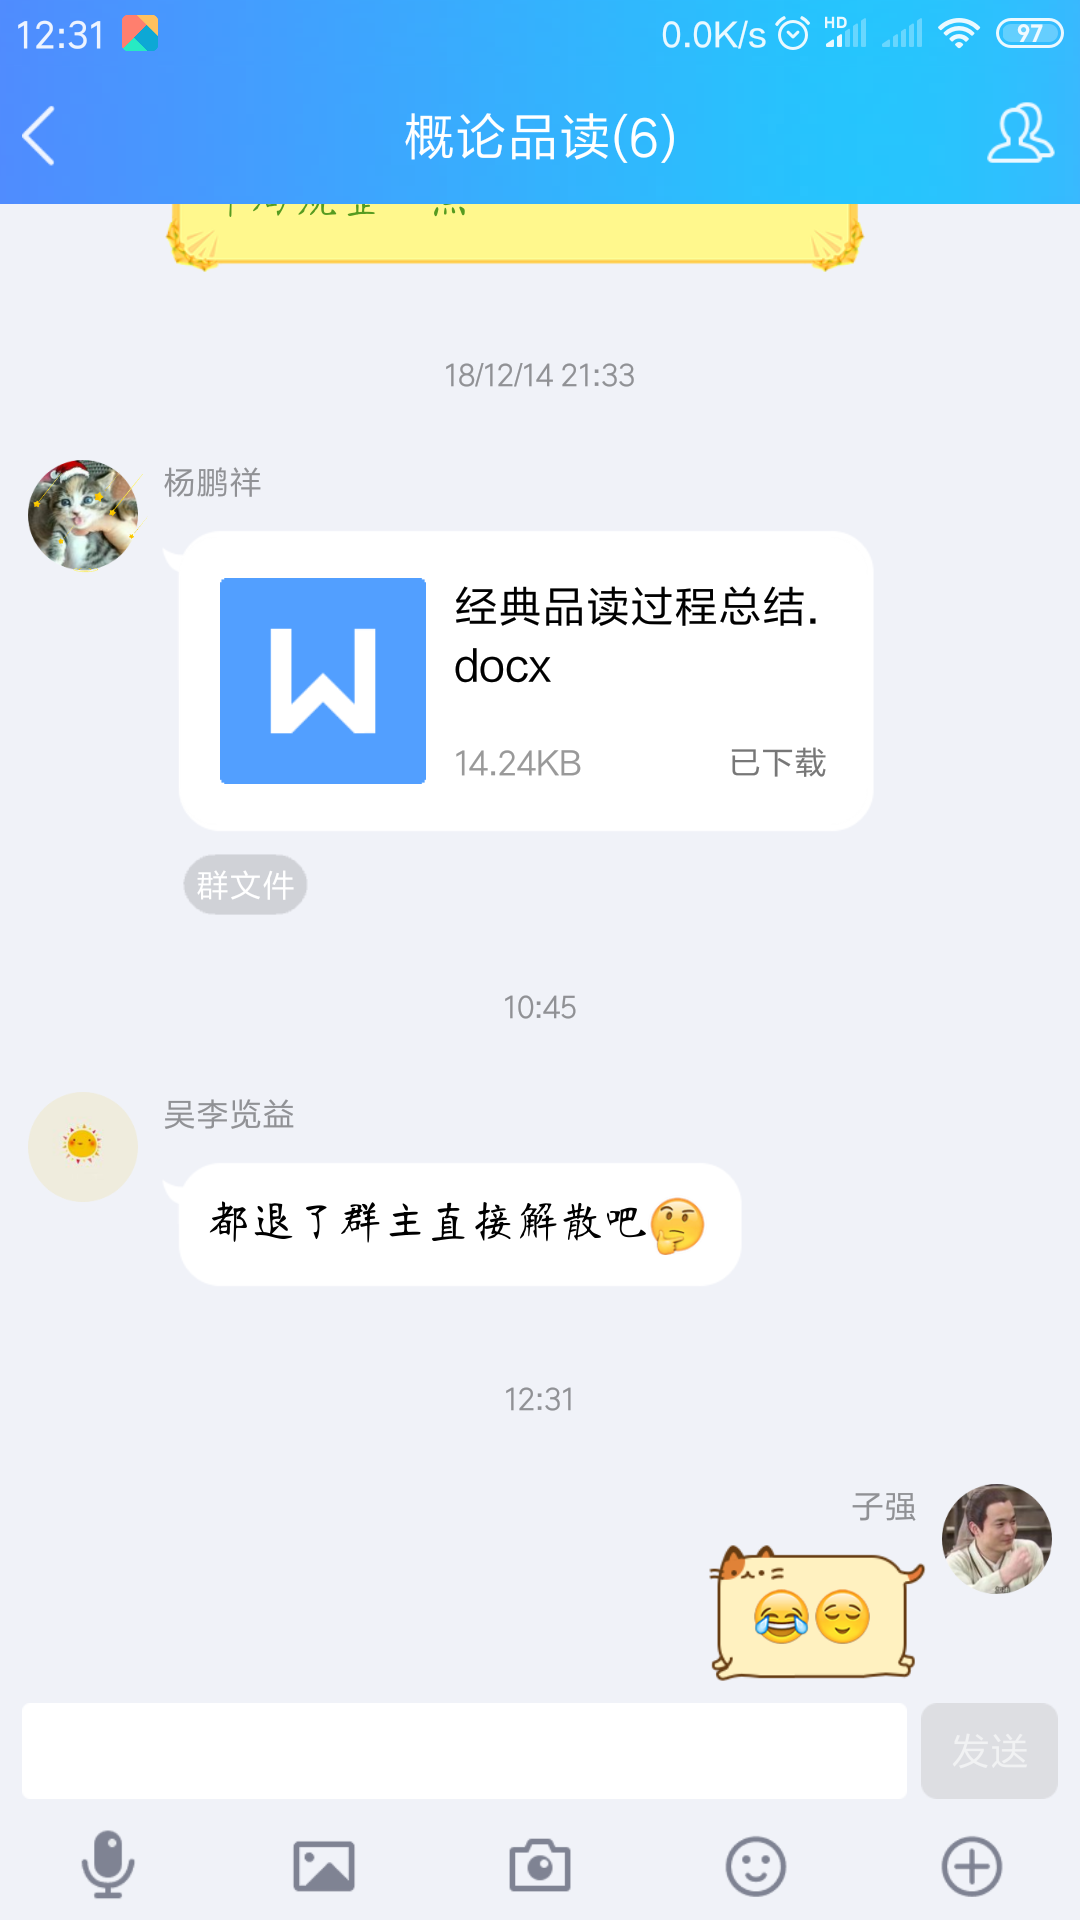 12:31
0.0K/s HD 97
概论品读(6)
18/12/14 21:33
杨鹏祥
经典品读过程总结.
docx
14.24KB 已下载
群文件
10:45
吴李览益
都退了群主直接解散吧
12:31
子强
发送